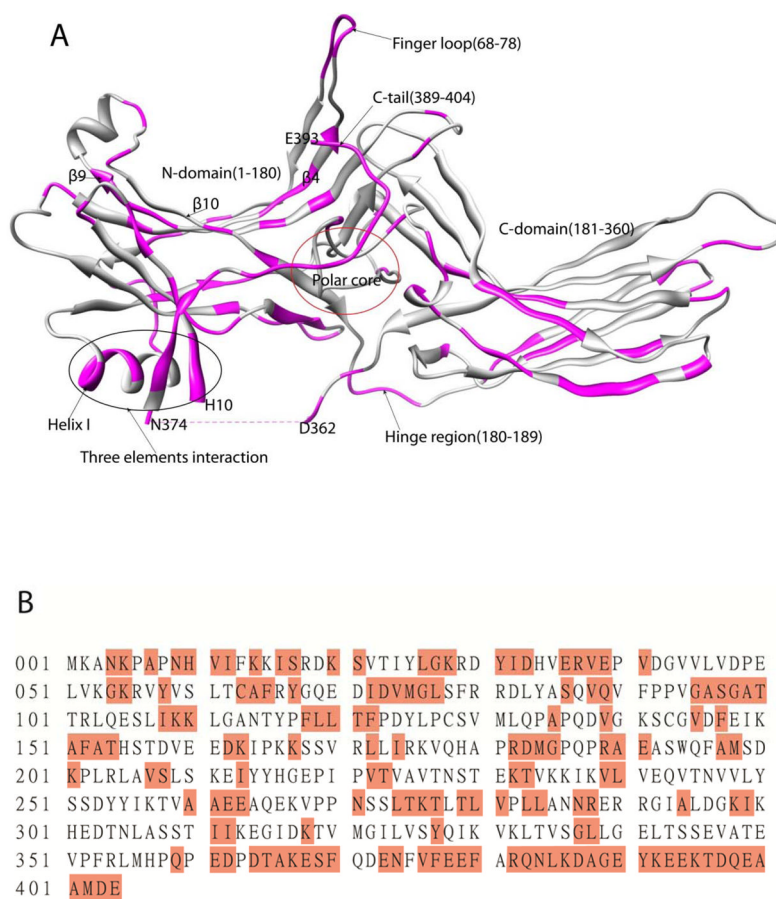 A
Finger loop(68-78)
C-tail(389-404)
E393
N-domain(1-180)
β4
β9
β10
C-domain(181-360)
Polar core
H10
Helix I
N374
D362
Hinge region(180-189)
Three elements interaction
B
001 MKANKPAPNH VIFKKISRDK SVTIYLGKRD YIDHVERVEP VDGVVLVDPE
051 LVKGKRVYVS LTCAFRYGQE DIDVMGLSFR RDLYASQVQV FPPVGASGAT
101 TRLQESLIKK LGANTYPFLL TFPDYLPCSV MLQPAPQDVG KSCGVDFEIK
151 AFATHSTDVE EDKIPKKSSV RLLIRKVQHA PRDMGPQPRA EASWQFAMSD
201 KPLRLAVSLS KEIYYHGEPI PVTVAVTNST EKTVKKIKVL VEQVTNVVLY
251 SSDYYIKTVA AEEAQEKVPP NSSLTKTLTL VPLLANNRER RGIALDGKIK
301 HEDTNLASST IIKEGIDKTV MGILVSYQIK VKLTVSGLLG ELTSSEVATE
351 VPFRLMHPQP EDPDTAKESF QDENFVFEEF ARQNLKDAGE YKEEKTDQEA
401 AMDE